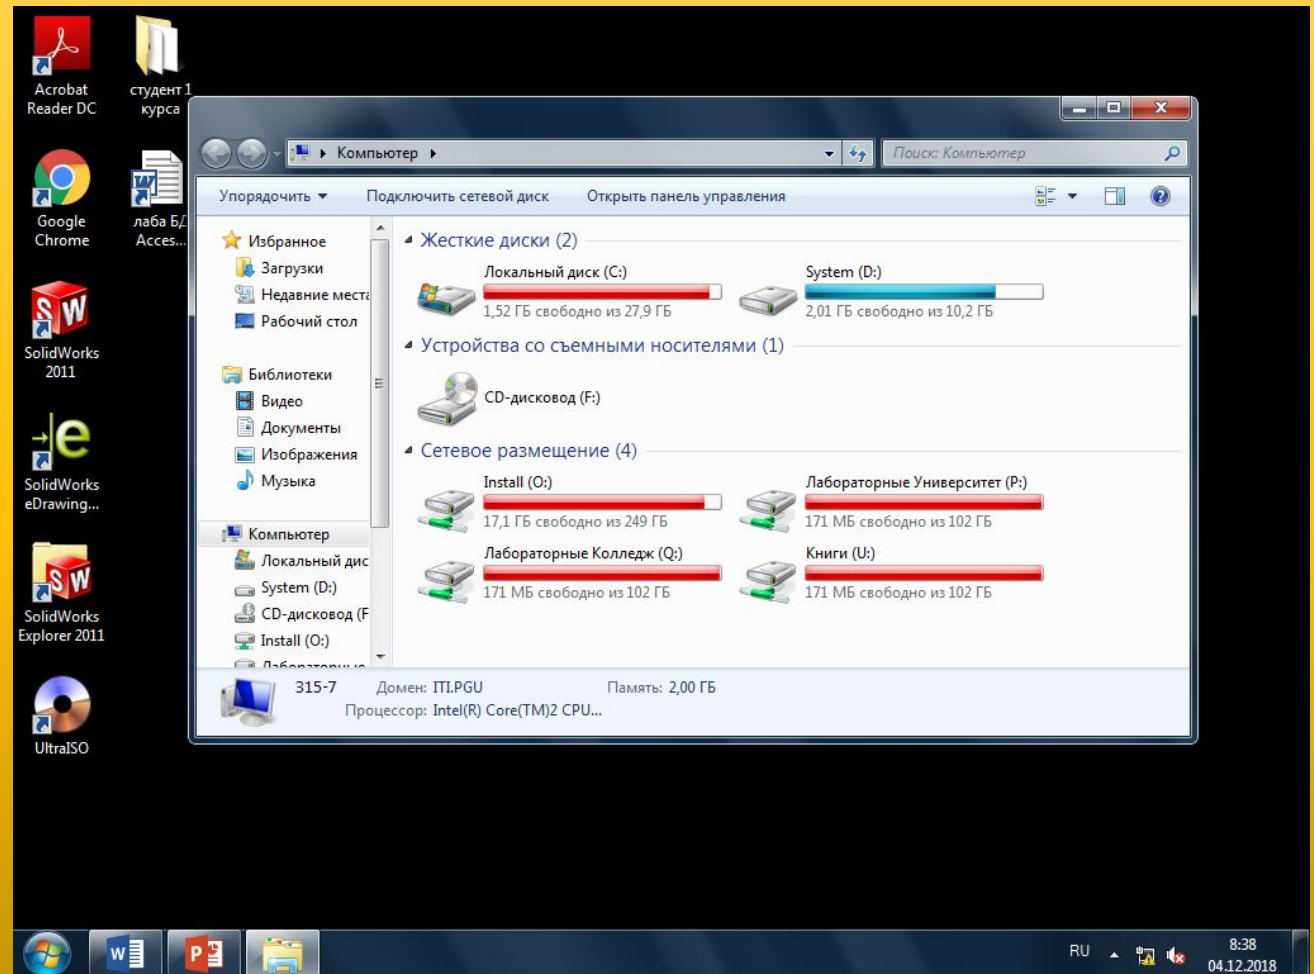 Acrobat
Reader DC
студент 1
курса
Google
Chrome
лаба БД
Acces...
SolidWorks
2011
SolidWorks
eDrawing...
SolidWorks
Explorer 2011
UltraISO
Компьютер
Поиск: Компьютер
Упорядочить Подключить сетевой диск Открыть панель управления
Избранное
Загрузки
Недавние места
Рабочий стол
Библиотеки
Видео
Документы
Изображения
Музыка
Компьютер
Локальный дис
System (D:)
CD-дисковод (F
Install (O:)
Жесткие диски (2)
Локальный диск (C:)
1,52 ГБ свободно из 27,9 ГБ
System (D:)
2,01 ГБ свободно из 10,2 ГБ
Устройства со съемными носителями (1)
CD-дисковод (F:)
Сетевое размещение (4)
Install (O:)
17,1 ГБ свободно из 249 ГБ
Лабораторные Университет (P:)
171 МБ свободно из 102 ГБ
Лабораторные Колледж (Q:)
171 МБ свободно из 102 ГБ
Книги (U:)
171 МБ свободно из 102 ГБ
315-7 Домен: ITI.PGU Память: 2,00 ГБ
Процессор: Intel(R) Core(TM)2 CPU...
RU
8:38
04.12.2018